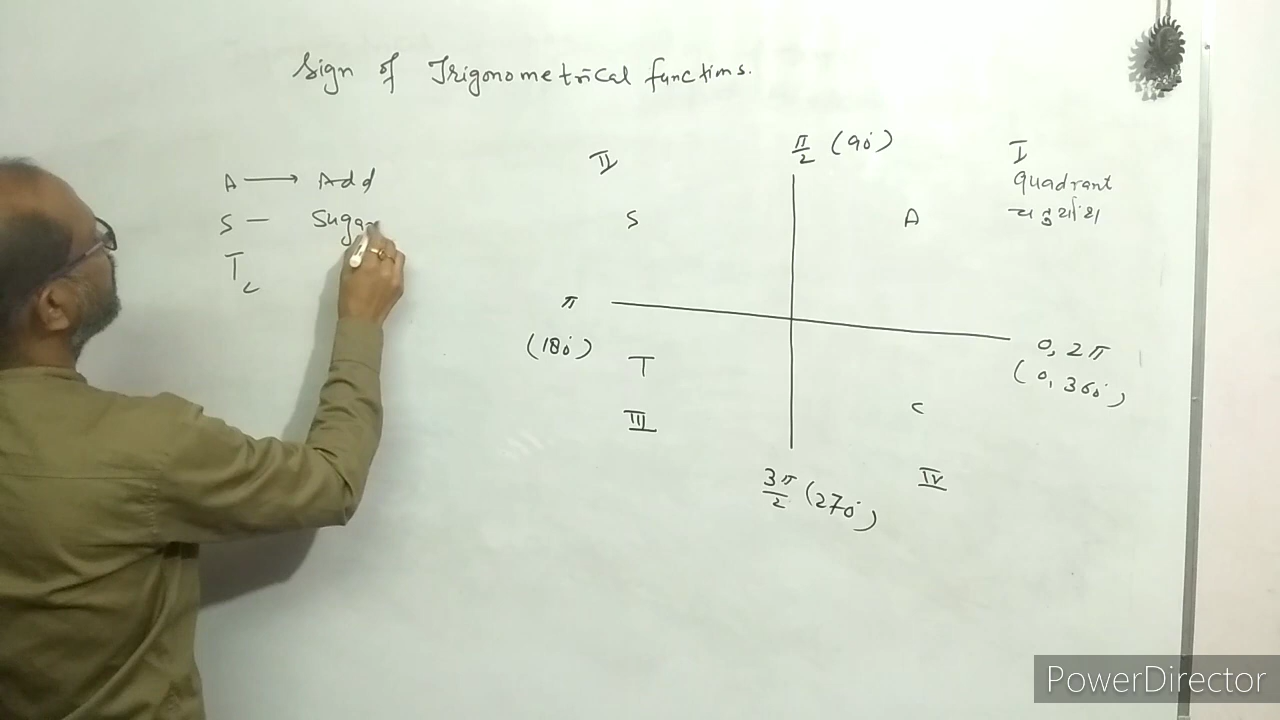 Sign of Trigonometrical functions.
A → Add
S — Sugar
T
C
II
π/2 (90°)
I
Quadrant
ચતુર્થાંશ
S
A
π
(180°)
0, 2π
(0, 360°)
T
C
III
IV
3π/2 (270°)
PowerDirector